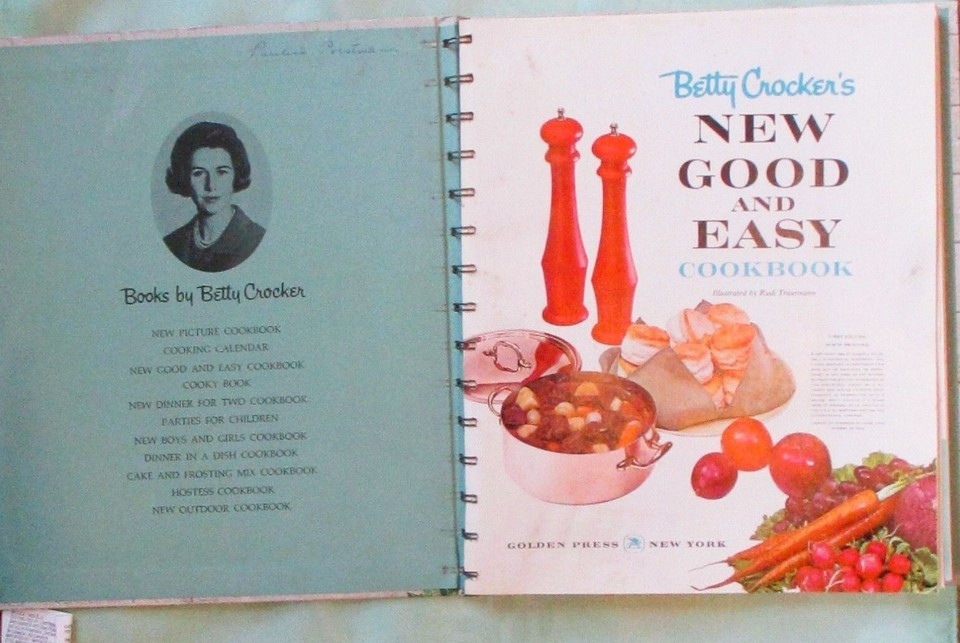 Books by Betty Crocker
NEW PICTURE COOKBOOK
COOKING CALENDAR
NEW GOOD AND EASY COOKBOOK
COOKY BOOK
NEW DINNER FOR TWO COOKBOOK
PARTIES FOR CHILDREN
NEW BOYS AND GIRLS COOKBOOK
DINNER IN A DISH COOKBOOK
CAKE AND FROSTING MIX COOKBOOK
HOSTESS COOKBOOK
NEW OUTDOOR COOKBOOK
Betty Crocker's
NEW
GOOD
AND
EASY
COOKBOOK
Illustrated by Rudi Trautmann
GOLDEN PRESS NEW YORK